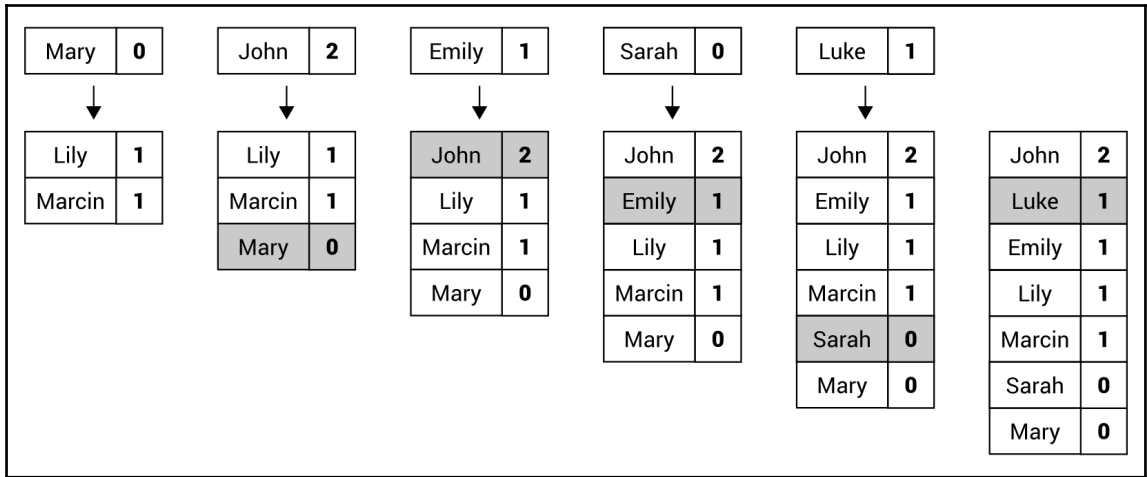 Mary 0 John 2 Emily 1 Sarah 0 Luke 1
Lily 1 Lily 1 John 2 John 2 John 2 John 2
Marcin 1 Marcin 1 Lily 1 Emily 1 Emily 1 Luke 1
Mary 0 Marcin 1 Lily 1 Lily 1 Emily 1
Mary 0 Marcin 1 Marcin 1 Lily 1
Mary 0 Sarah 0 Marcin 1
Mary 0 Sarah 0
Mary 0